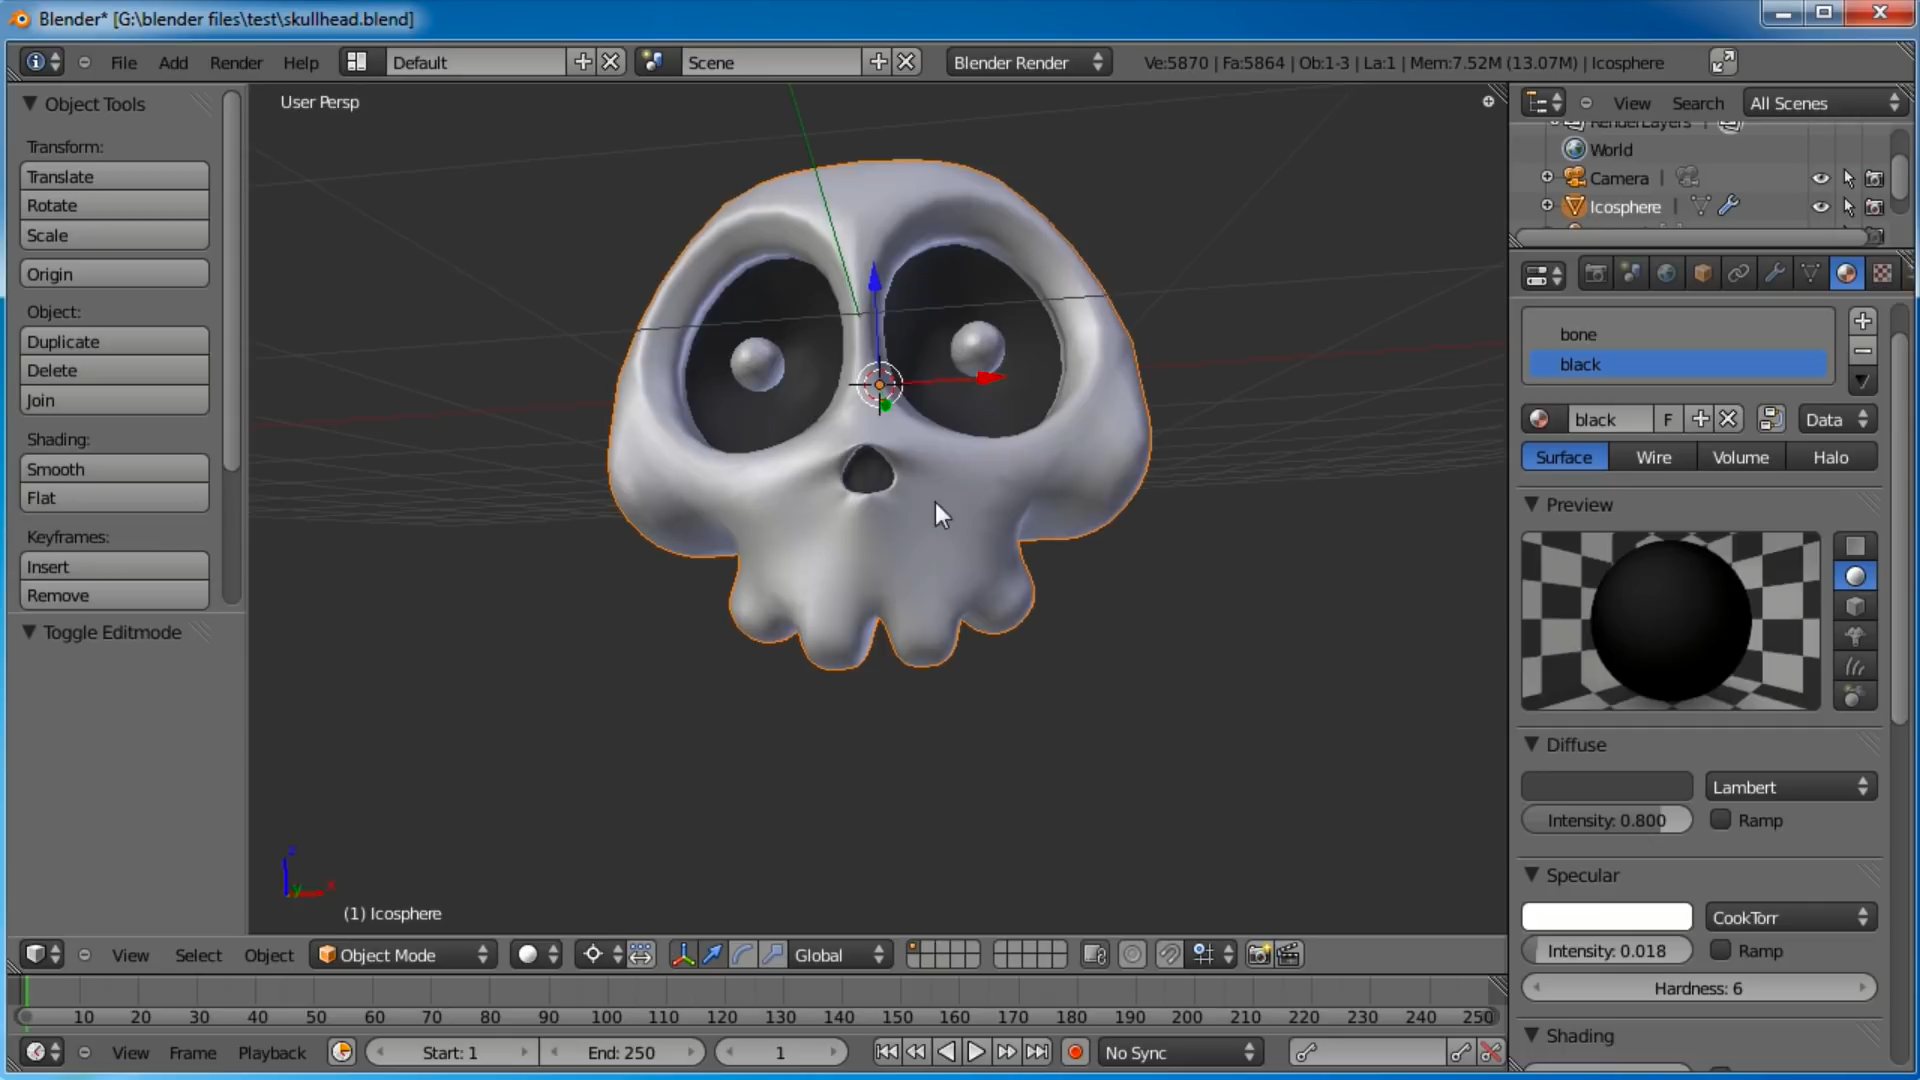 Blender* [G:\blender files\test\skullhead.blend]
File Add Render Help Default Scene Blender Render Ve:5870 | Fa:5864 | Ob:1-3 | La:1 | Mem:7.52M (13.07M) | Icosphere
Object Tools
Transform:
Translate
Rotate
Scale
Origin
Object:
Duplicate
Delete
Join
Shading:
Smooth
Flat
Keyframes:
Insert
Remove
Toggle Editmode
User Persp
z
y x
(1) Icosphere
View Search All Scenes
RenderLayers |
World
Camera |
Icosphere |
bone
black
black F Data
Surface Wire Volume Halo
Preview
Diffuse
Lambert
Intensity: 0.800 Ramp
Specular
CookTorr
Intensity: 0.018 Ramp
Hardness: 6
Shading
View Select Object Object Mode Global
10 20 30 40 50 60 70 80 90 100 110 120 130 140 150 160 170 180 190 200 210 220 230 240 250
View Frame Playback Start: 1 End: 250 1 No Sync